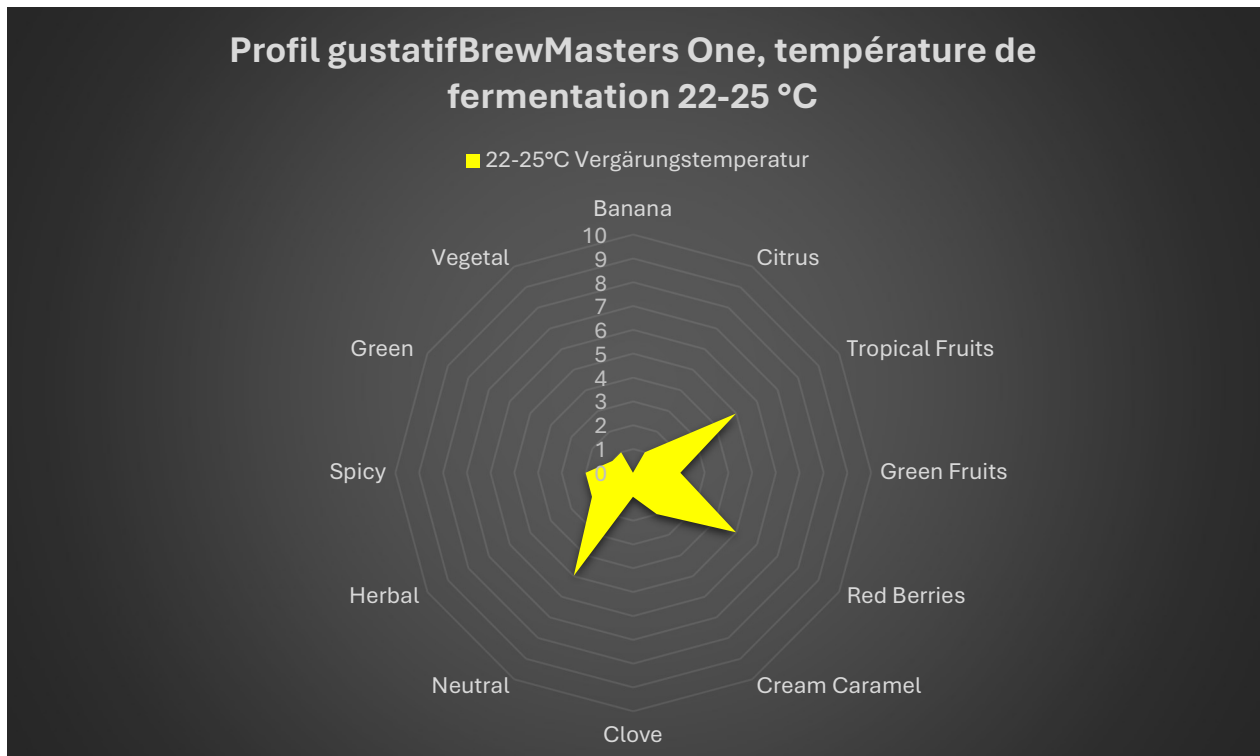 Profil gustatifBrewMasters One, température de
fermentation 22-25 °C
22-25°C Vergärungstemperatur
Banana
Citrus
Tropical Fruits
Green Fruits
Red Berries
Cream Caramel
Clove
Neutral
Herbal
Spicy
Green
Vegetal
10
9
8
7
6
5
4
3
2
1
0